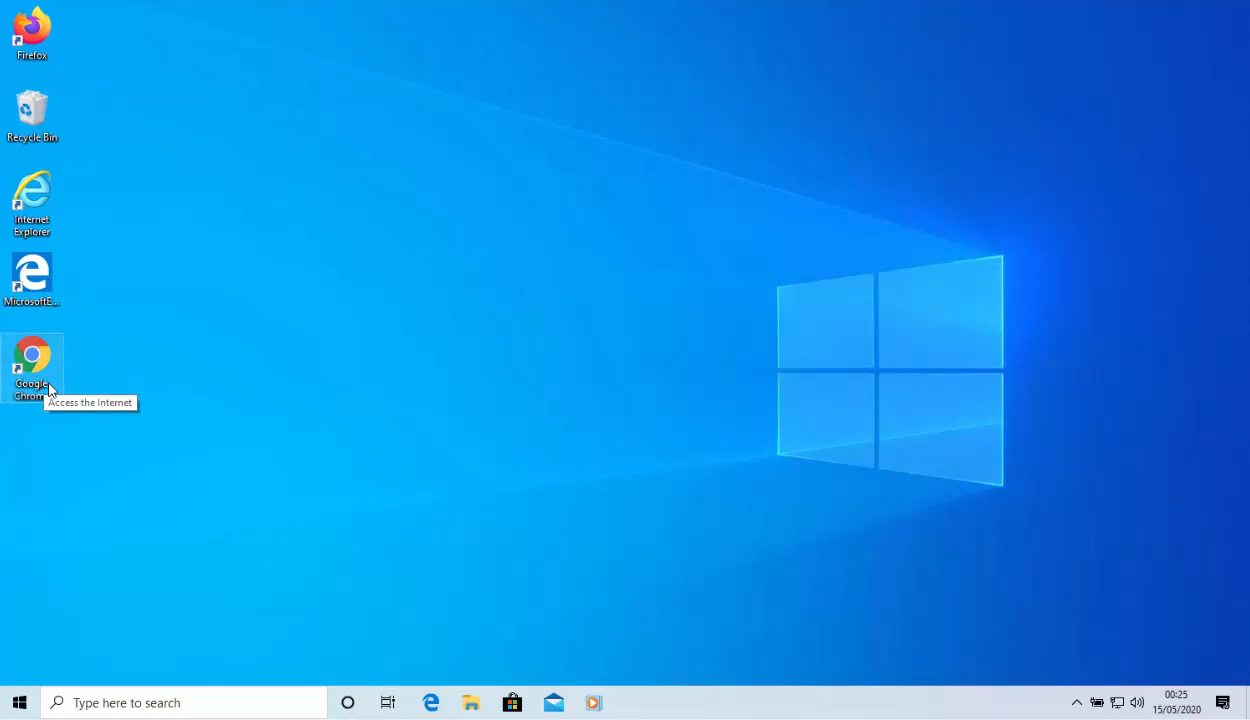 Firefox
Recycle Bin
Internet
Explorer
MicrosoftE...
Google
Access the Internet
Type here to search
00:25
15/05/2020